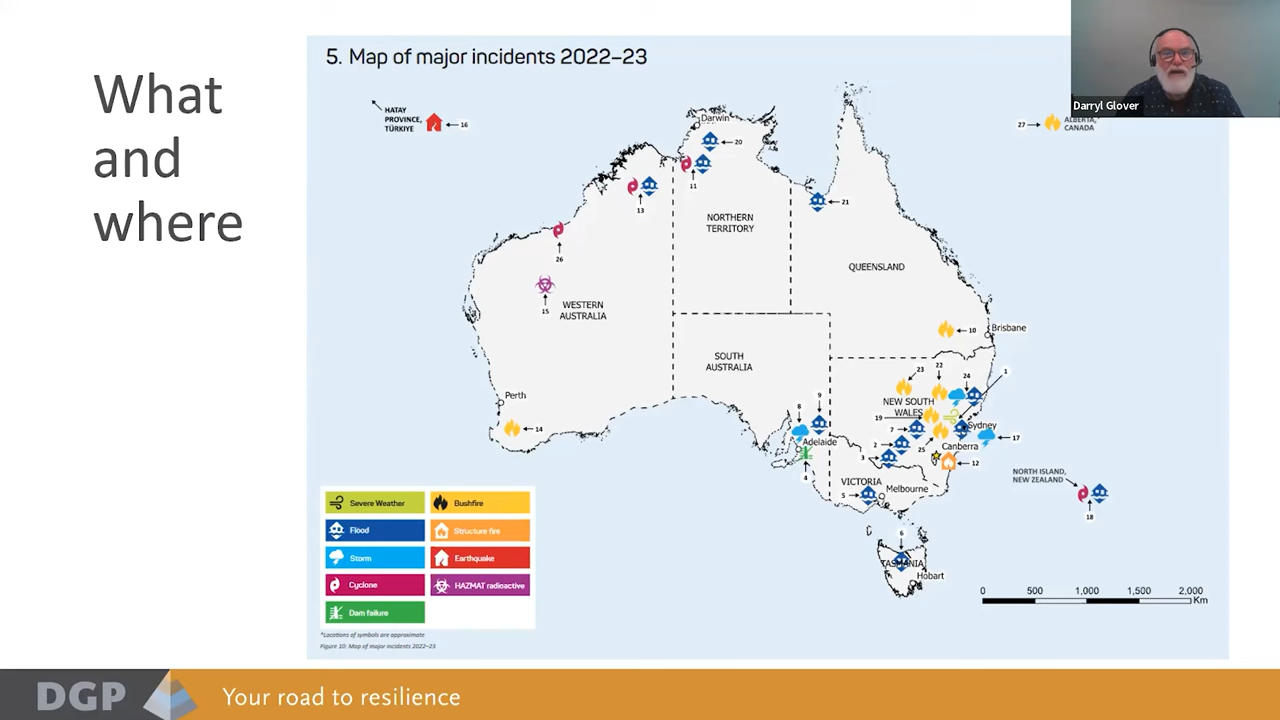 What
and
where
5. Map of major incidents 2022–23
Darryl Glover
HATAY
PROVINCE,
TÜRKIYE
16
27
ALBERTA,
CANADA
Darwin
20
11
13
21
26
15
NORTHERN
TERRITORY
QUEENSLAND
WESTERN
AUSTRALIA
10
Brisbane
SOUTH
AUSTRALIA
Perth
14
23
22
24
1
NEW SOUTH
WALES
19
7
Sydney
17
8
9
Adelaide
2
25
Canberra
3
12
4
VICTORIA
Melbourne
5
NORTH ISLAND,
NEW ZEALAND
18
6
TASMANIA
Hobart
Severe Weather
Bushfire
Flood
Structure fire
Storm
Earthquake
Cyclone
HAZMAT radioactive
Dam failure
0 500 1,000 1,500 2,000
Km
*Locations of symbols are approximate
Figure 10: Map of major incidents 2022–23
DGP
Your road to resilience